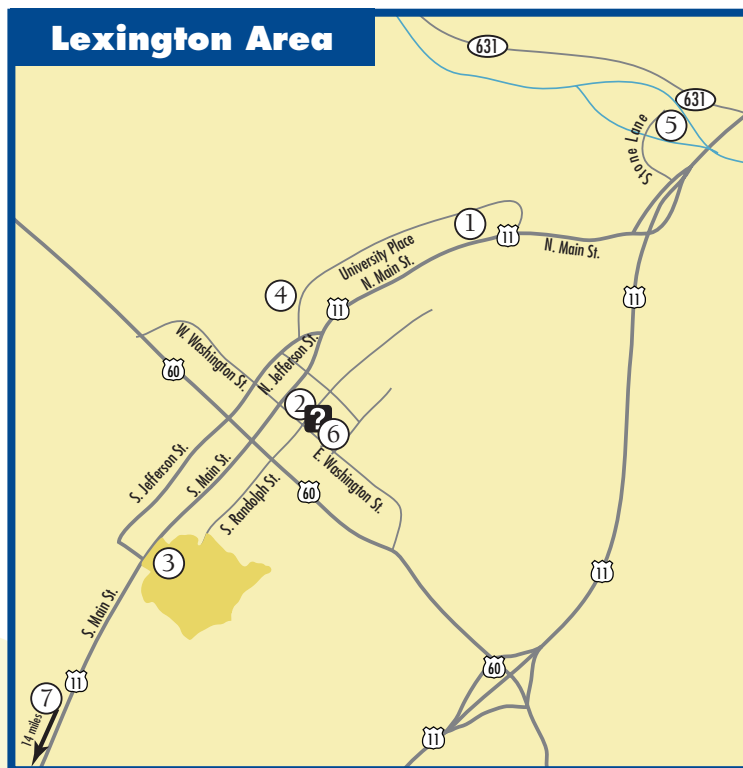 Lexington Area
631
631
5
Stone Lane
1
11
N. Main St.
University Place
N. Main St.
11
4
11
W. Washington St.
N. Jefferson St.
60
2
?
6
E. Washington St.
S. Jefferson St.
S. Main St.
S. Randolph St.
60
3
11
S. Main St.
60
11
7
14 miles
11